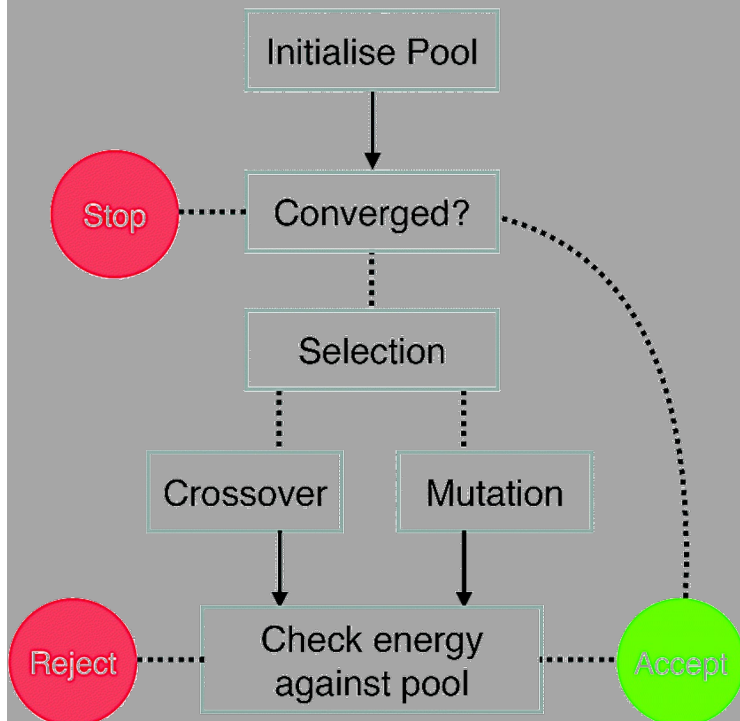 Initialise Pool
Stop
Converged?
Selection
Crossover
Mutation
Reject
Check energy
against pool
Accept